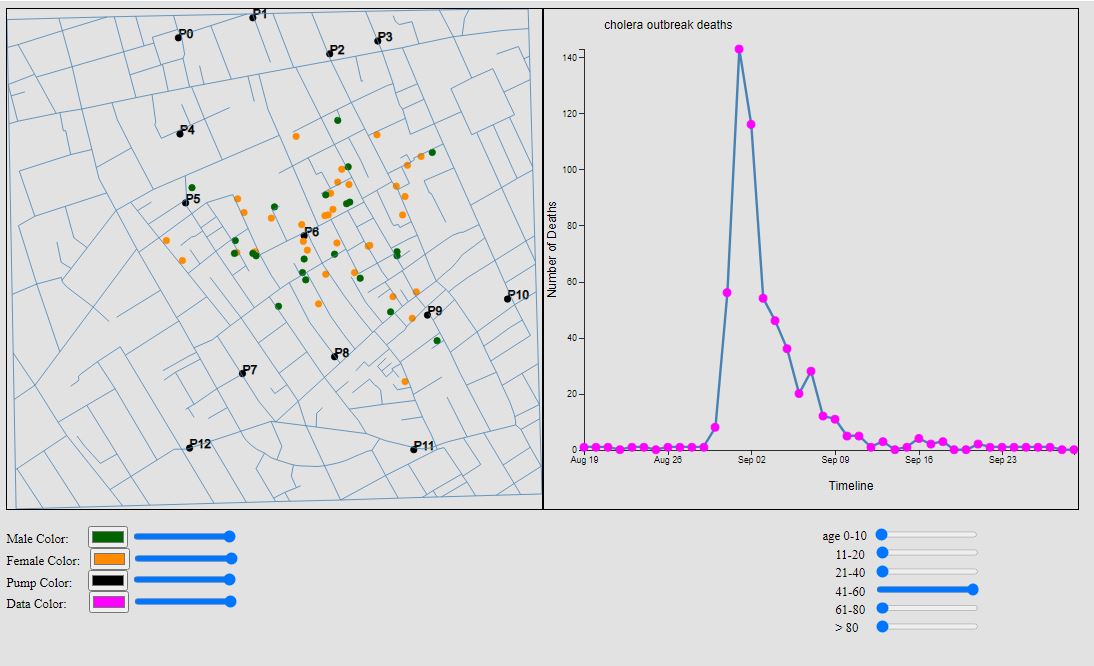 P1
P0
P3
P2
P4
P5
P6
P10
P9
P8
P7
P12
P11
cholera outbreak deaths
140
120
100
80
60
40
20
0
Number of Deaths
Aug 19 Aug 26 Sep 02 Sep 09 Sep 16 Sep 23
Timeline
Male Color:
Female Color:
Pump Color:
Data Color:
age 0-10
11-20
21-40
41-60
61-80
> 80